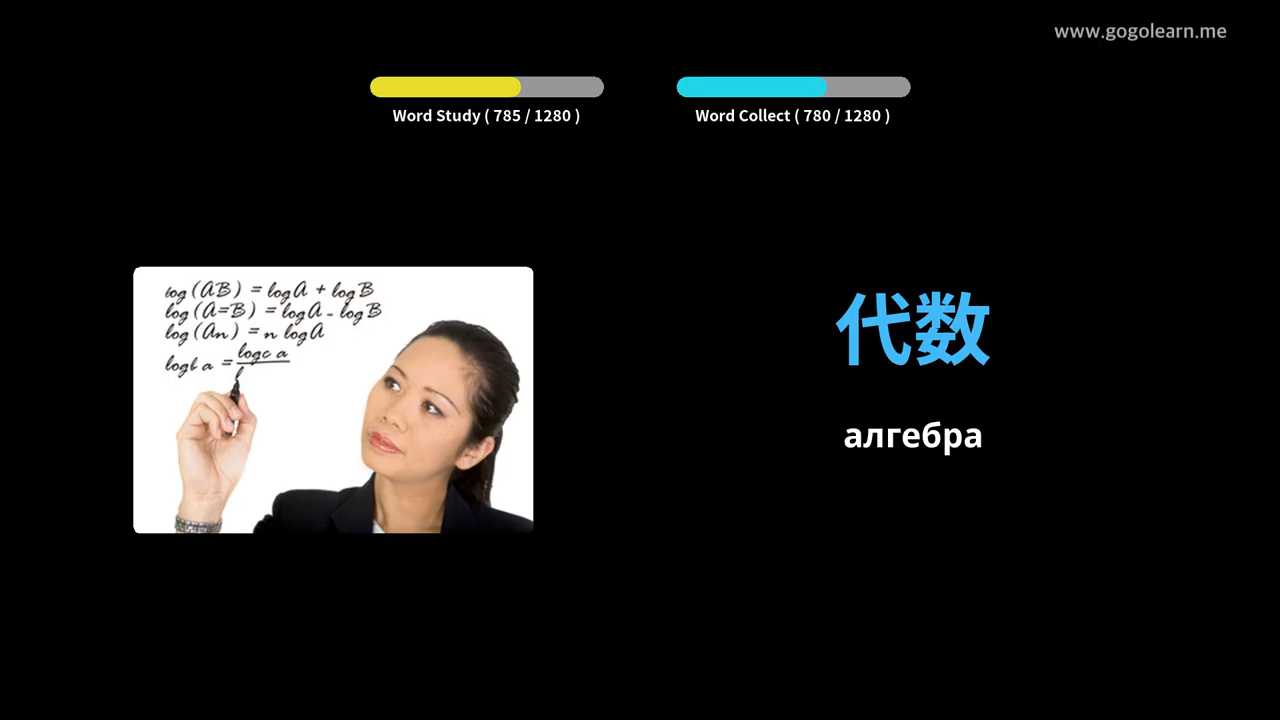 www.gogolearn.me
Word Study ( 785 / 1280 )
Word Collect ( 780 / 1280 )
log (AB) = log A + log B
log (A=B) = log A - log B
log (An) = n log A
logb a = logc a
代数
алгебра